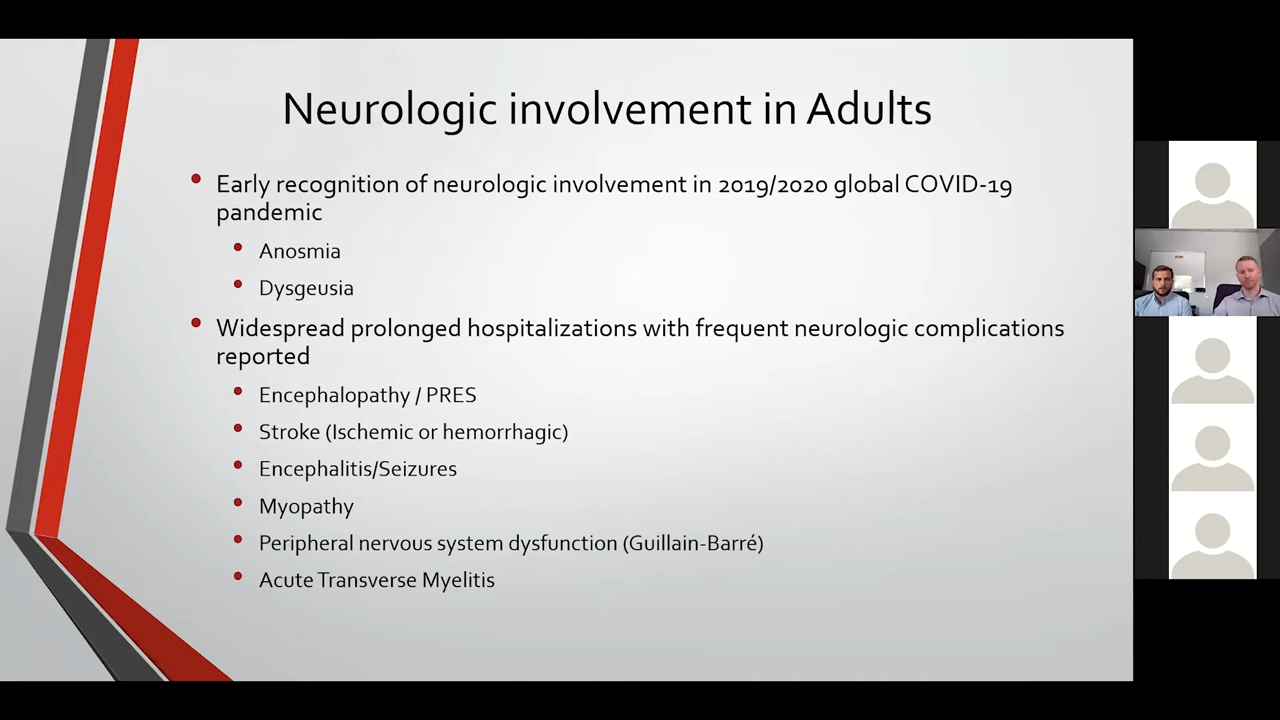 Neurologic involvement in Adults
Early recognition of neurologic involvement in 2019/2020 global COVID-19
pandemic
Anosmia
Dysgeusia
Widespread prolonged hospitalizations with frequent neurologic complications
reported
Encephalopathy / PRES
Stroke (Ischemic or hemorrhagic)
Encephalitis/Seizures
Myopathy
Peripheral nervous system dysfunction (Guillain-Barré)
Acute Transverse Myelitis